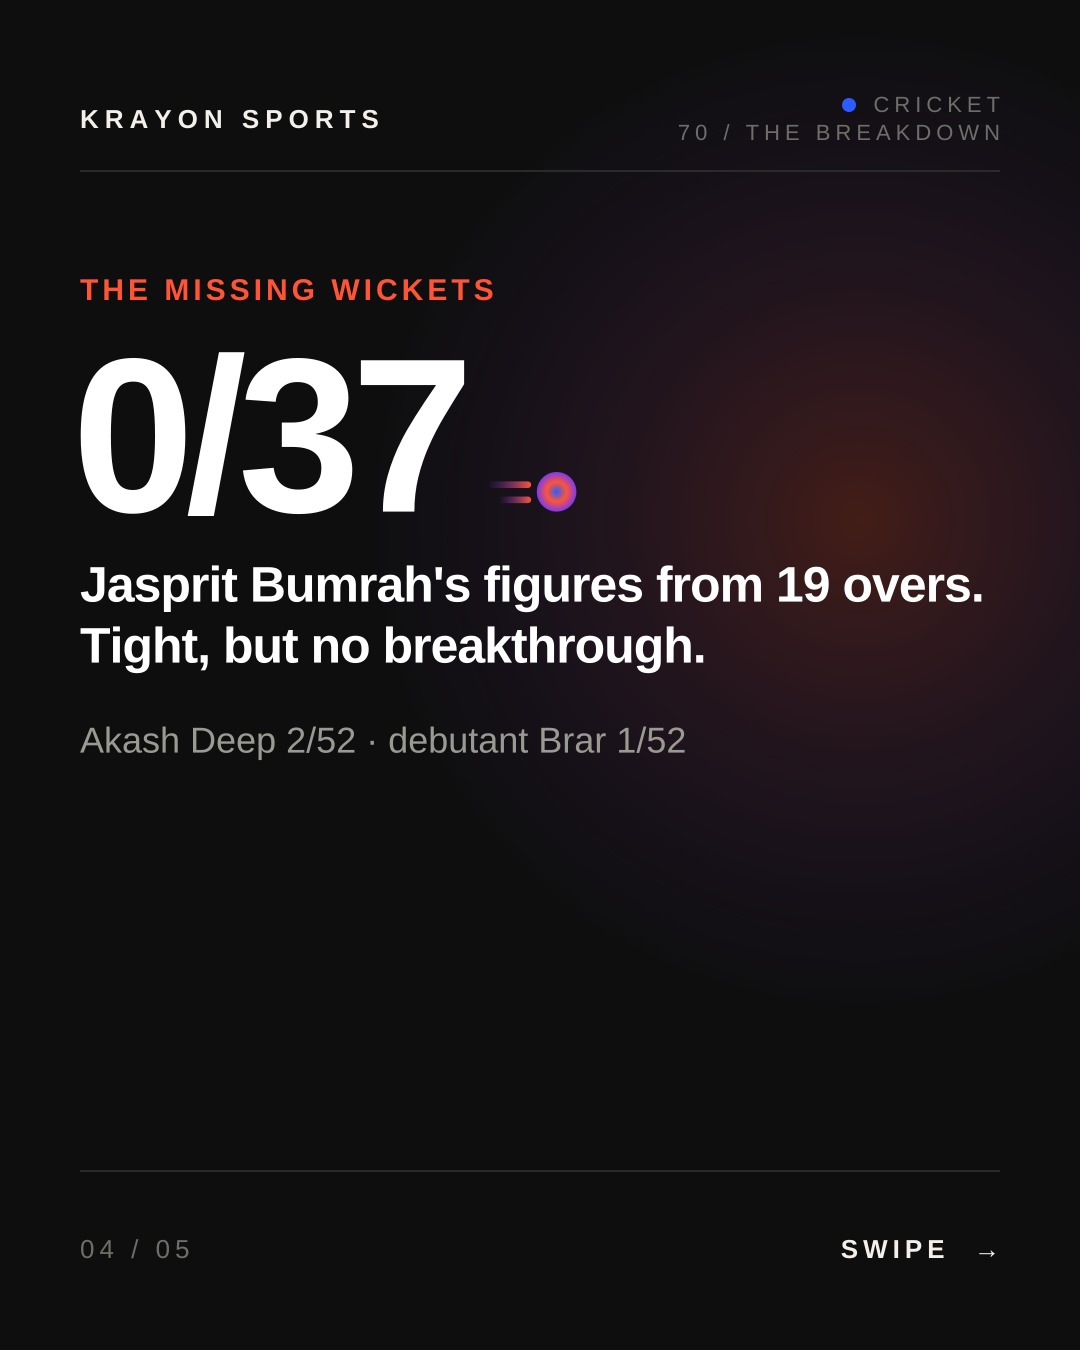 KRAYON SPORTS
CRICKET
70 / THE BREAKDOWN
THE MISSING WICKETS
0/37
Jasprit Bumrah's figures from 19 overs.
Tight, but no breakthrough.
Akash Deep 2/52 · debutant Brar 1/52
04 / 05
SWIPE →